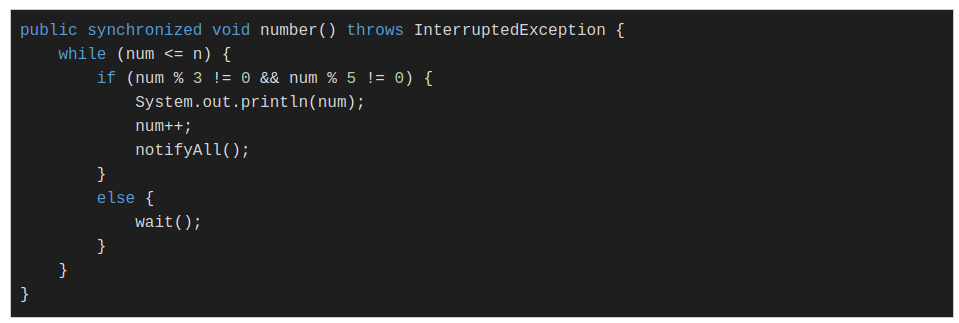 public synchronized void number() throws InterruptedException {
    while (num <= n) {
        if (num % 3 != 0 && num % 5 != 0) {
            System.out.println(num);
            num++;
            notifyAll();
        }
        else {
            wait();
        }
    }
}